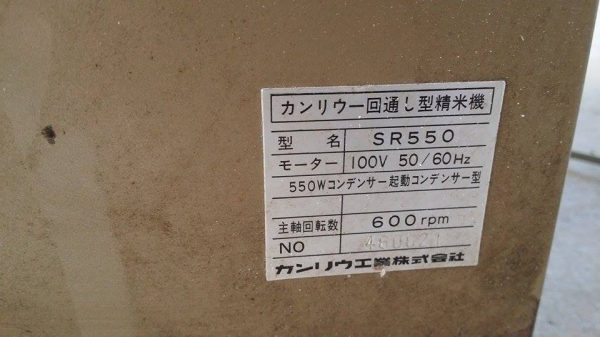 カンリウ一回通し型精米機
型 名 SR550
モーター 100V 50/60Hz
550Wコンデンサー起動コンデンサー型
主軸回転数 600rpm
NO
カンリウ工業株式会社